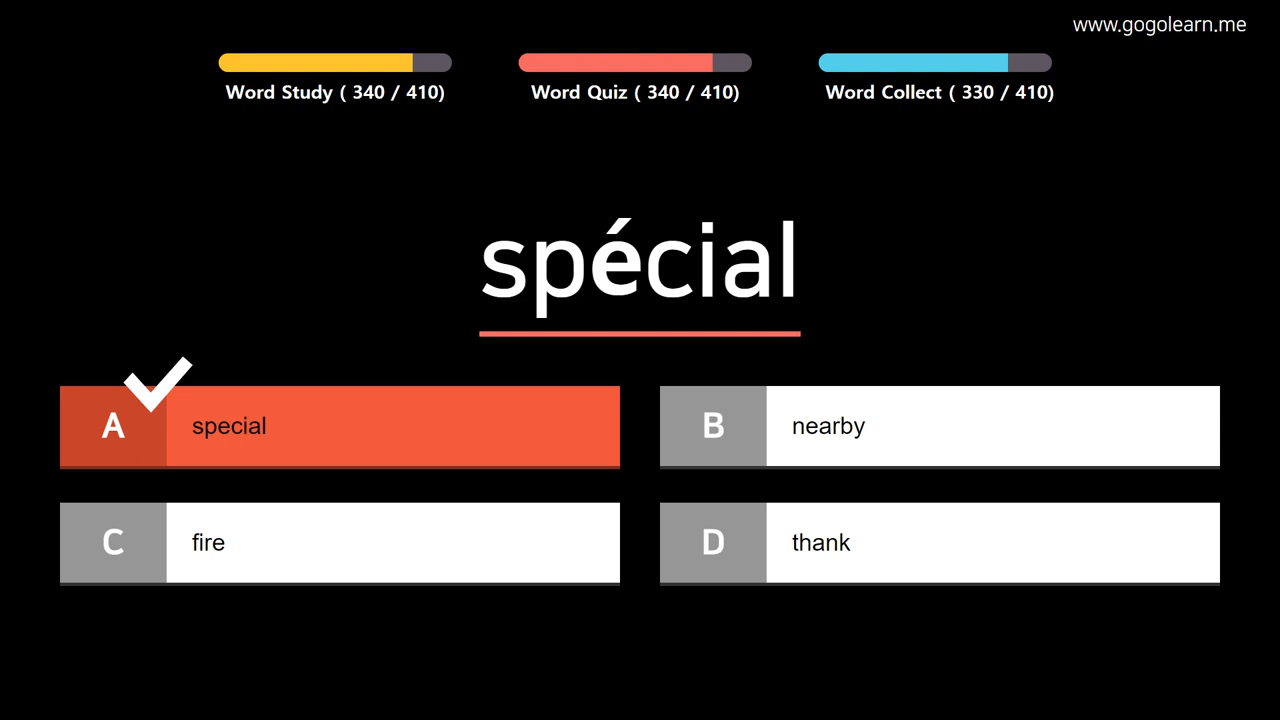 www.gogolearn.me
Word Study ( 340 / 410)
Word Quiz ( 340 / 410)
Word Collect ( 330 / 410)
spécial
A special
B nearby
C fire
D thank